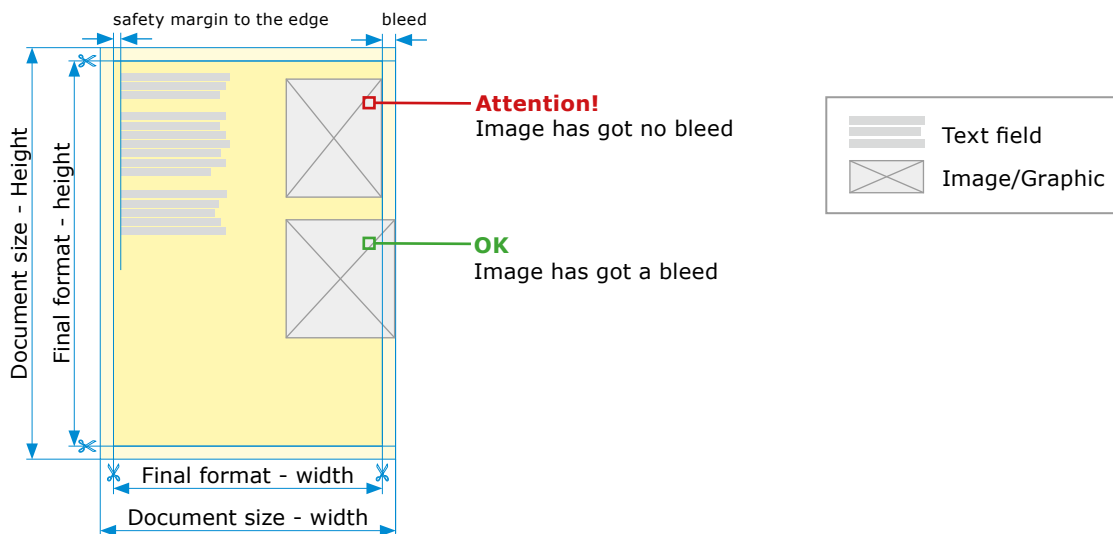 safety margin to the edge
bleed
Document size - Height
Final format - height
Attention!
Image has got no bleed
OK
Image has got a bleed
Text field
Image/Graphic
Final format - width
Document size - width